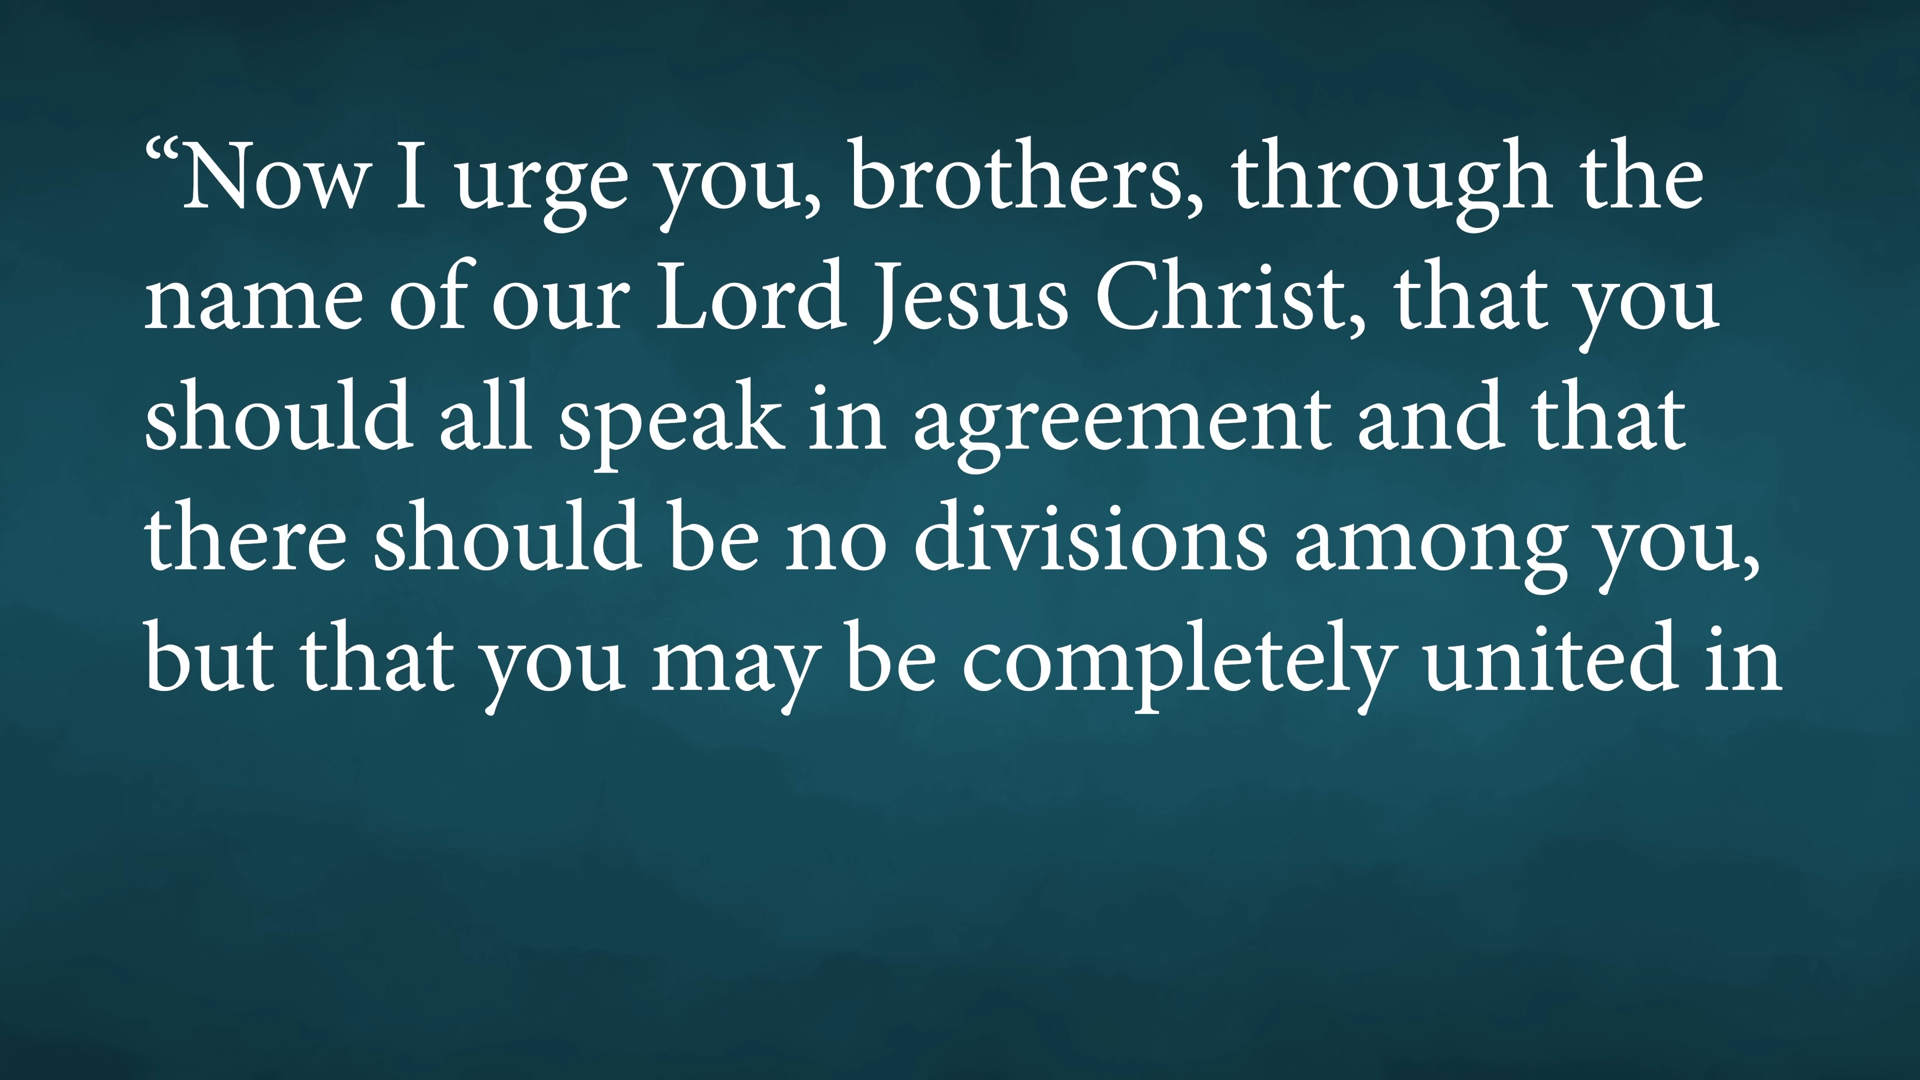 “Now I urge you, brothers, through the
name of our Lord Jesus Christ, that you
should all speak in agreement and that
there should be no divisions among you,
but that you may be completely united in